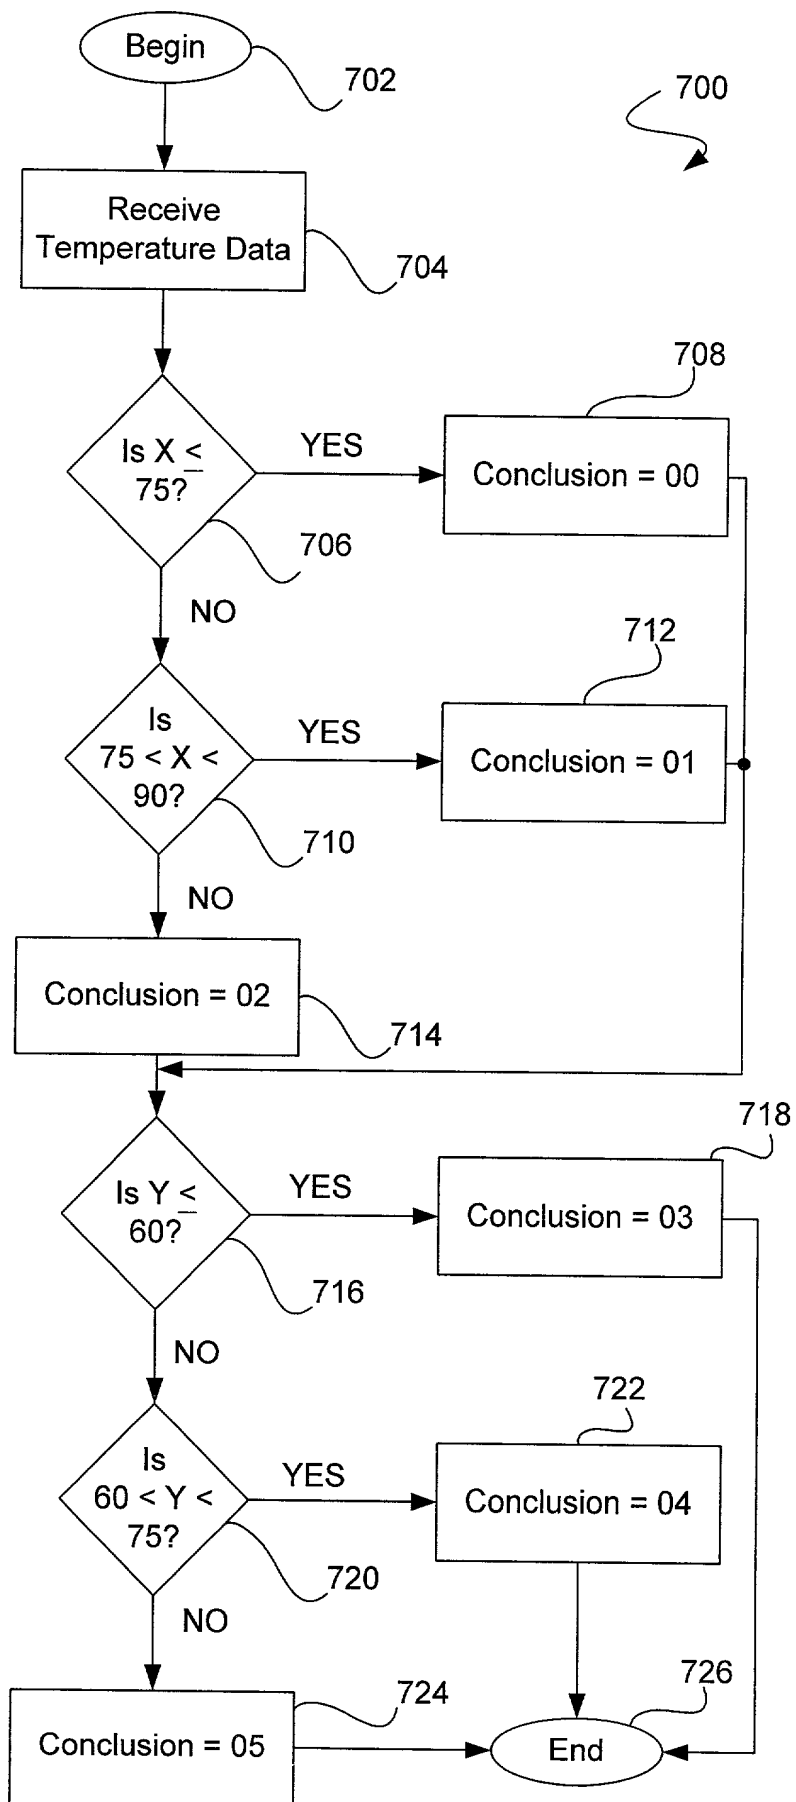 Begin
702
700
Receive
Temperature Data
704
708
Is X ≤
75?
YES
Conclusion = 00
706
NO
712
Is
75 < X <
90?
YES
Conclusion = 01
710
NO
Conclusion = 02
714
718
Is Y ≤
60?
YES
Conclusion = 03
716
NO
722
Is
60 < Y <
75?
YES
Conclusion = 04
720
NO
724
726
Conclusion = 05
End